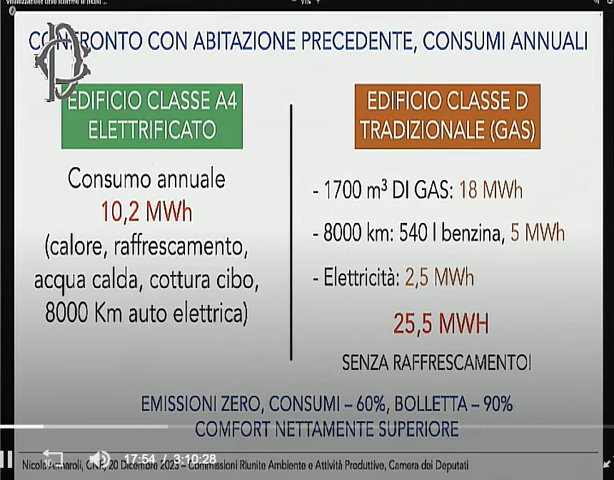 CONFRONTO CON ABITAZIONE PRECEDENTE, CONSUMI ANNUALI
EDIFICIO CLASSE A4
ELETTRIFICATO
Consumo annuale
10,2 MWh
(calore, raffrescamento,
acqua calda, cottura cibo,
8000 Km auto elettrica)
EDIFICIO CLASSE D
TRADIZIONALE (GAS)
- 1700 m³ DI GAS: 18 MWh
- 8000 km: 540 l benzina, 5 MWh
- Elettricità: 2,5 MWh
25,5 MWH
SENZA RAFFRESCAMENTO!
EMISSIONI ZERO, CONSUMI – 60%, BOLLETTA – 90%
COMFORT NETTAMENTE SUPERIORE
17:54 / 3:10:28
Nicola Armaroli, CNR, 20 Dicembre 2023 – Commissioni RIunite Ambiente e Attività Produttive, Camera dei Deputati